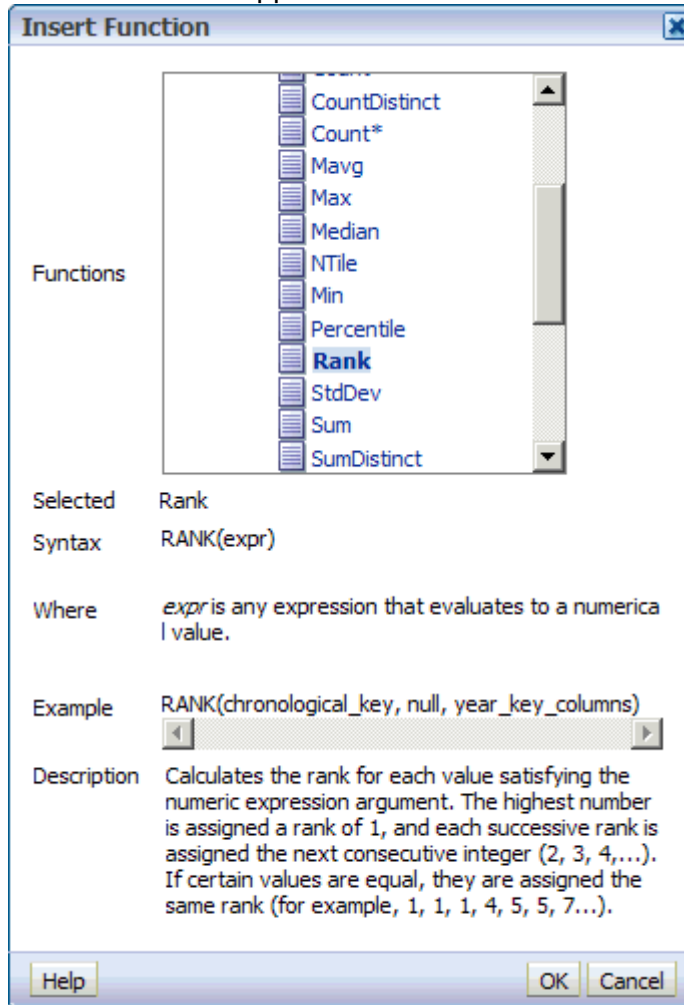 Insert Function
CountDistinct
Count*
Mavg
Max
Median
NTile
Functions
Min
Percentile
Rank
StdDev
Sum
SumDistinct
Selected Rank
Syntax RANK(expr)
Where expr is any expression that evaluates to a numerica
l value.
Example RANK(chronological_key, null, year_key_columns)
Description Calculates the rank for each value satisfying the
numeric expression argument. The highest number
is assigned a rank of 1, and each successive rank is
assigned the next consecutive integer (2, 3, 4,...).
If certain values are equal, they are assigned the
same rank (for example, 1, 1, 1, 4, 5, 5, 7...).
Help OK Cancel